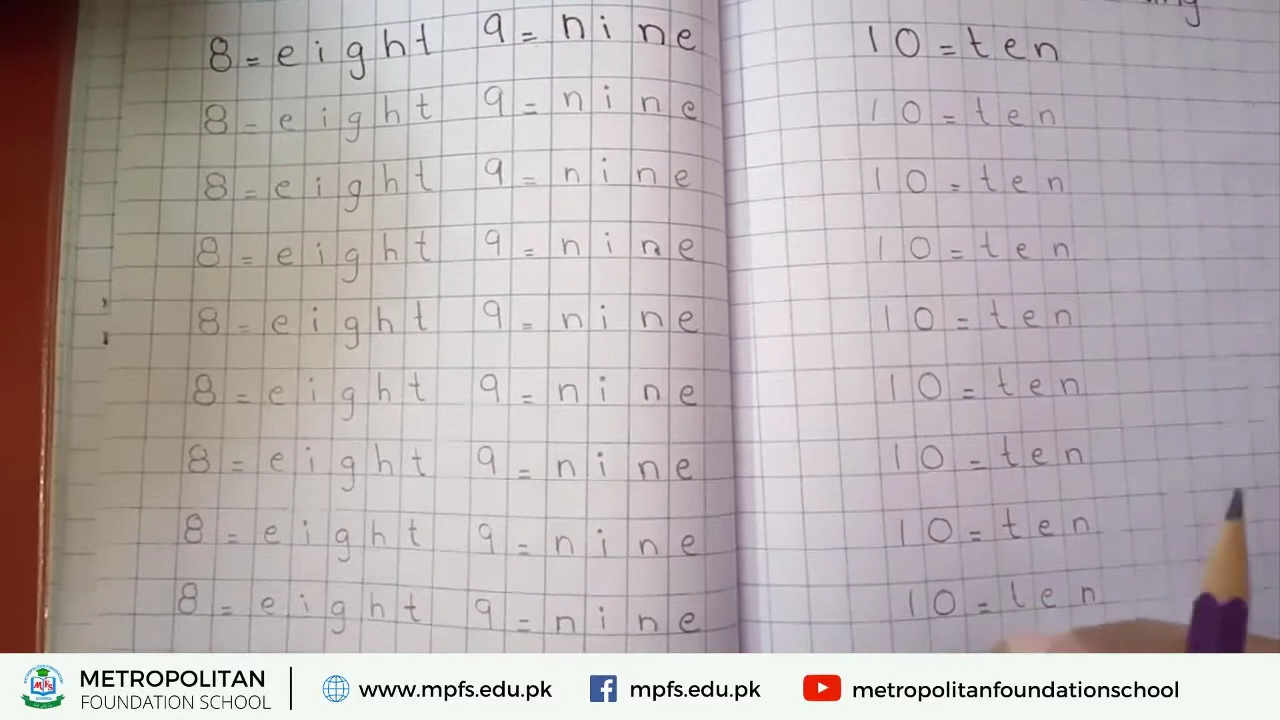 8=eight 9=nine 10=ten
8=eight 9=nine 10=ten
8=eight 9=nine 10=ten
8=eight 9=nine 10=ten
8=eight 9=nine 10=ten
8=eight 9=nine 10=ten
8=eight 9=nine 10=ten
8=eight 9=nine 10=ten
8=eight 9=nine 10=ten
METROPOLITAN
FOUNDATION SCHOOL
www.mpfs.edu.pk
mpfs.edu.pk
metropolitanfoundationschool